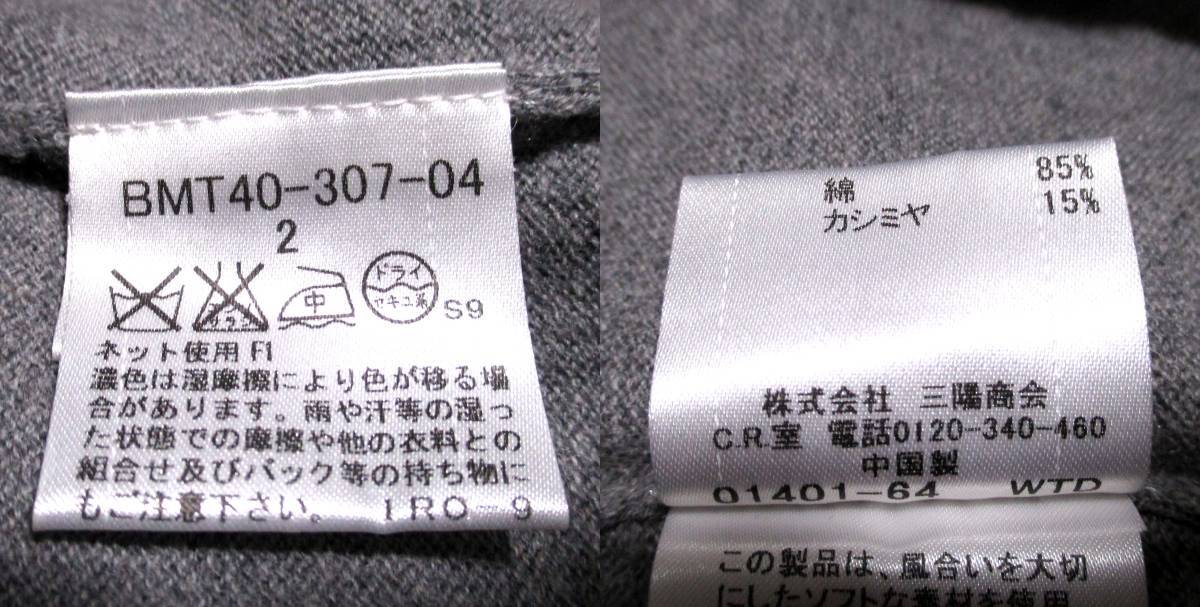 BMT40-307-04
2
エンソ
サラシ
中
ドライ
セキユ系
S9
ネット使用 F1
濃色は湿摩擦により色が移る場
合があります。雨や汗等の湿っ
た状態での摩擦や他の衣料との
組合せ及びバック等の持ち物に
もご注意下さい。 IRO-9
綿 85%
カシミヤ 15%
株式会社 三陽商会
C.R.室 電話0120-340-460
中国製
01401-64 WTD
この製品は、風合いを大切
にしたソフトな素材を使用